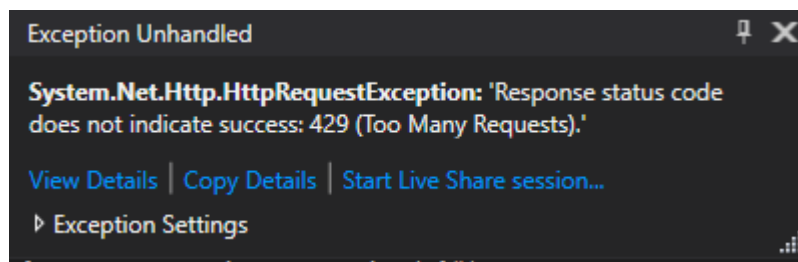 Exception Unhandled
System.Net.Http.HttpRequestException: 'Response status code
does not indicate success: 429 (Too Many Requests).'
View Details | Copy Details | Start Live Share session...
Exception Settings